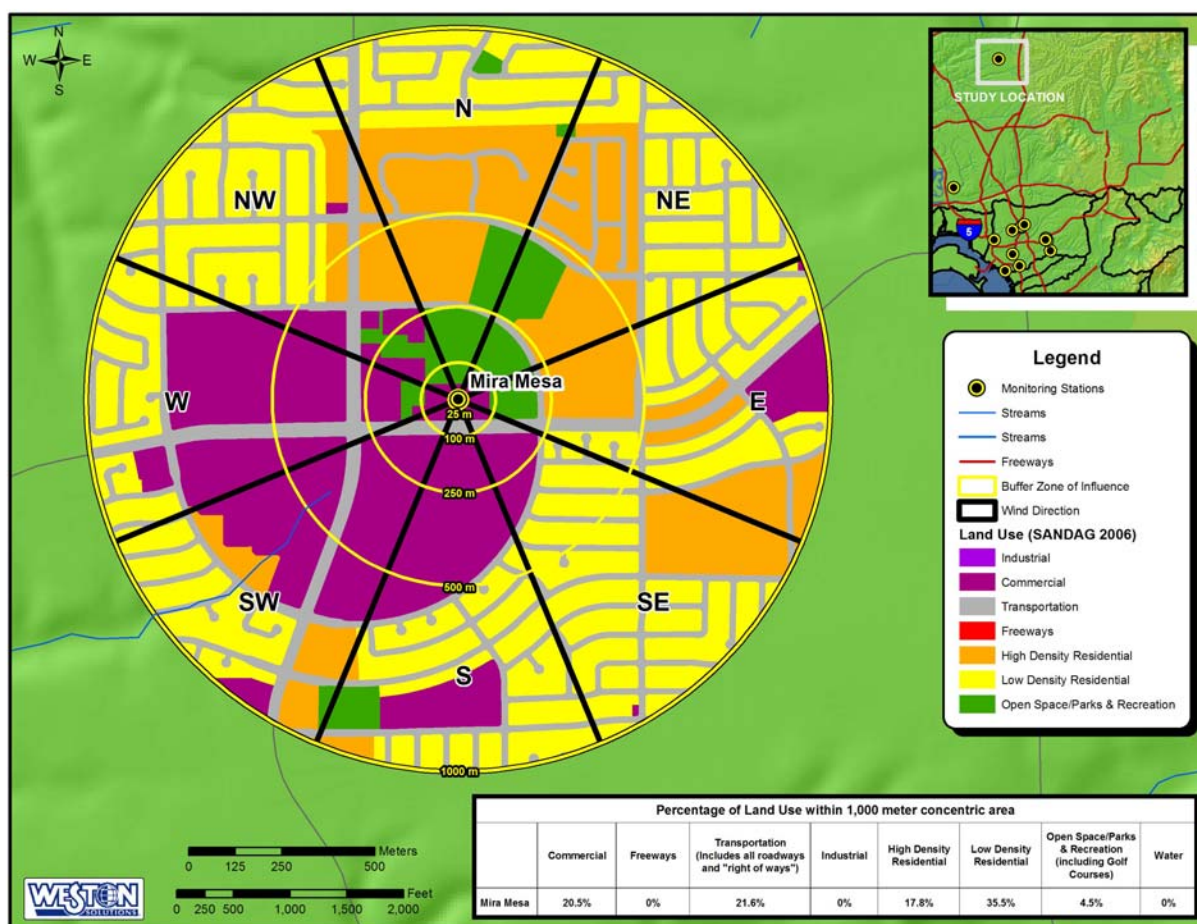 N
W E
S
N
NW
NE
W
E
SW
SE
S
Mira Mesa
25 m
100 m
250 m
500 m
1000 m
STUDY LOCATION
5
Legend
Monitoring Stations
Streams
Streams
Freeways
Buffer Zone of Influence
Wind Direction
Land Use (SANDAG 2006)
Industrial
Commercial
Transportation
Freeways
High Density Residential
Low Density Residential
Open Space/Parks & Recreation
Meters
0 125 250 500
Feet
0 250 500 1,000 1,500 2,000
WESTON
SOLUTIONS
Percentage of Land Use within 1,000 meter concentric area
Commercial Freeways Transportation (Includes all roadways and "right of ways") Industrial High Density Residential Low Density Residential Open Space/Parks & Recreation (including Golf Courses) Water
Mira Mesa 20.5% 0% 21.6% 0% 17.8% 35.5% 4.5% 0%